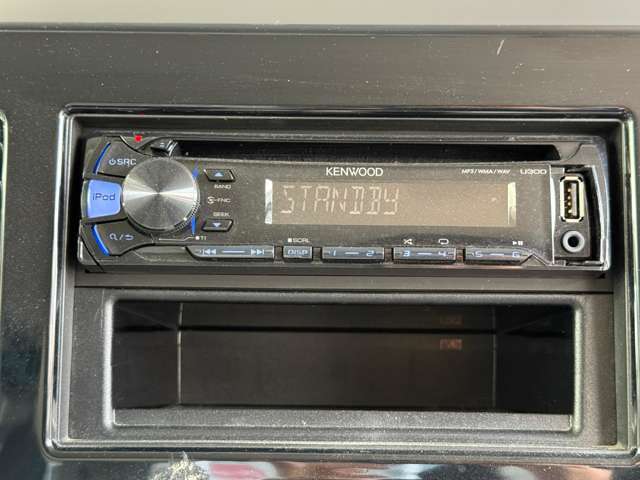 SRC
iPod
BAND
FNC
SEEK
TI
KENWOOD
MP3/WMA/WAV
U300
STANDBY
SCRL
DISP
1 — 2
3 — 4
5 — 6